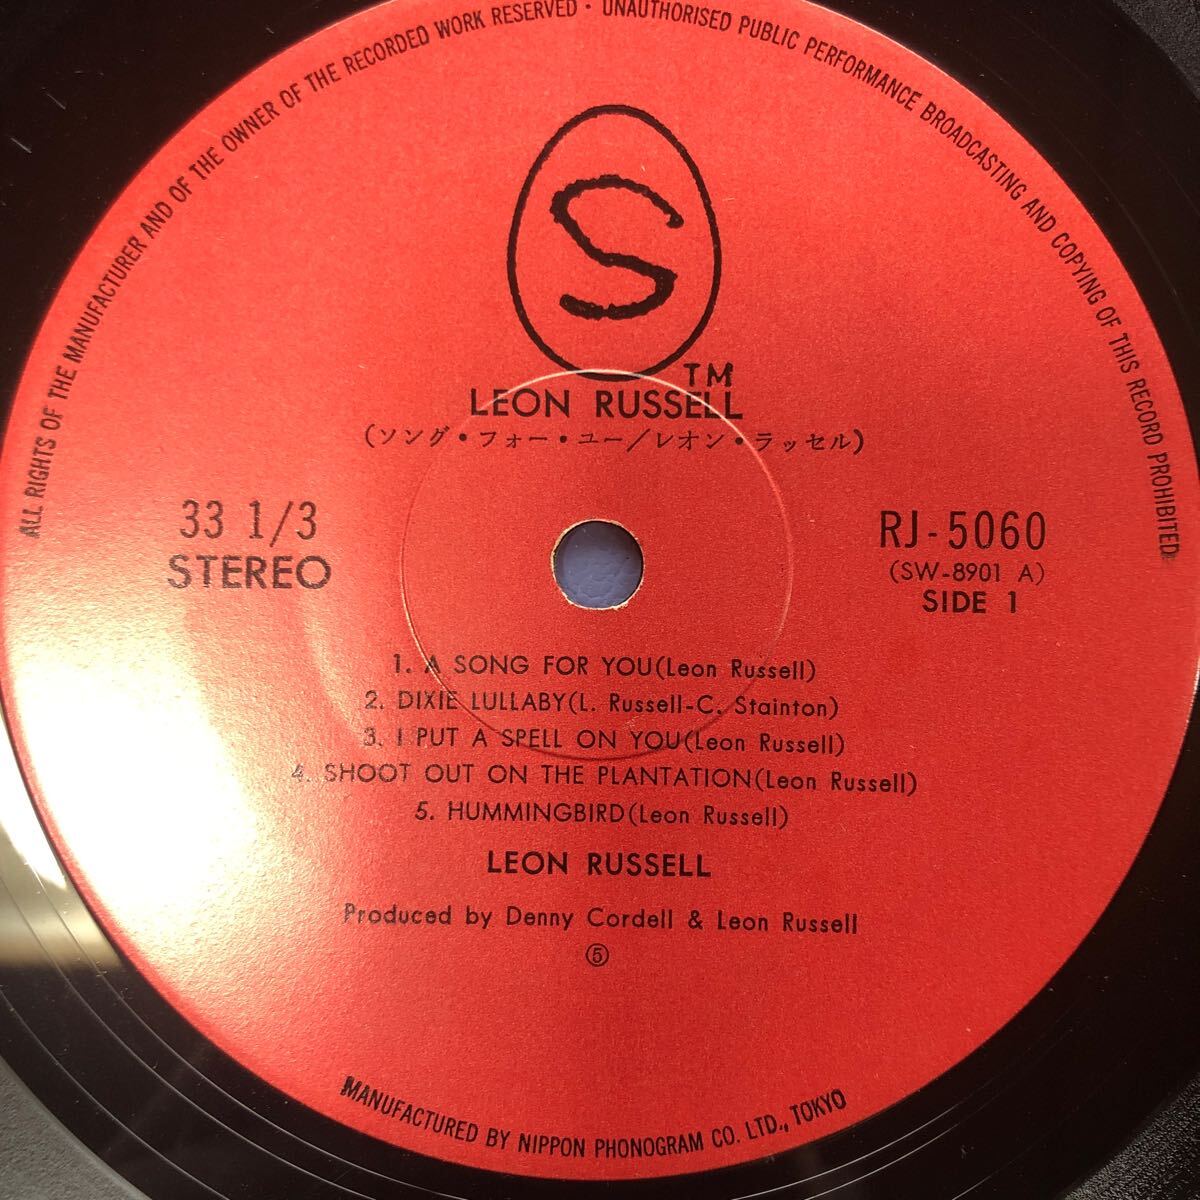 ALL RIGHTS OF THE MANUFACTURER AND OF THE OWNER OF THE RECORDED WORK RESERVED · UNAUTHORISED PUBLIC PERFORMANCE BROADCASTING AND COPYING OF THIS RECORD PROHIBITED
S
TM
LEON RUSSELL
(ソング・フォー・ユー/レオン・ラッセル)
33 1/3
STEREO
RJ-5060
(SW-8901 A)
SIDE 1
1. A SONG FOR YOU(Leon Russell)
2. DIXIE LULLABY(L. Russell-C. Stainton)
3. I PUT A SPELL ON YOU(Leon Russell)
4. SHOOT OUT ON THE PLANTATION(Leon Russell)
5. HUMMINGBIRD(Leon Russell)
LEON RUSSELL
Produced by Denny Cordell & Leon Russell
⑤
MANUFACTURED BY NIPPON PHONOGRAM CO. LTD., TOKYO